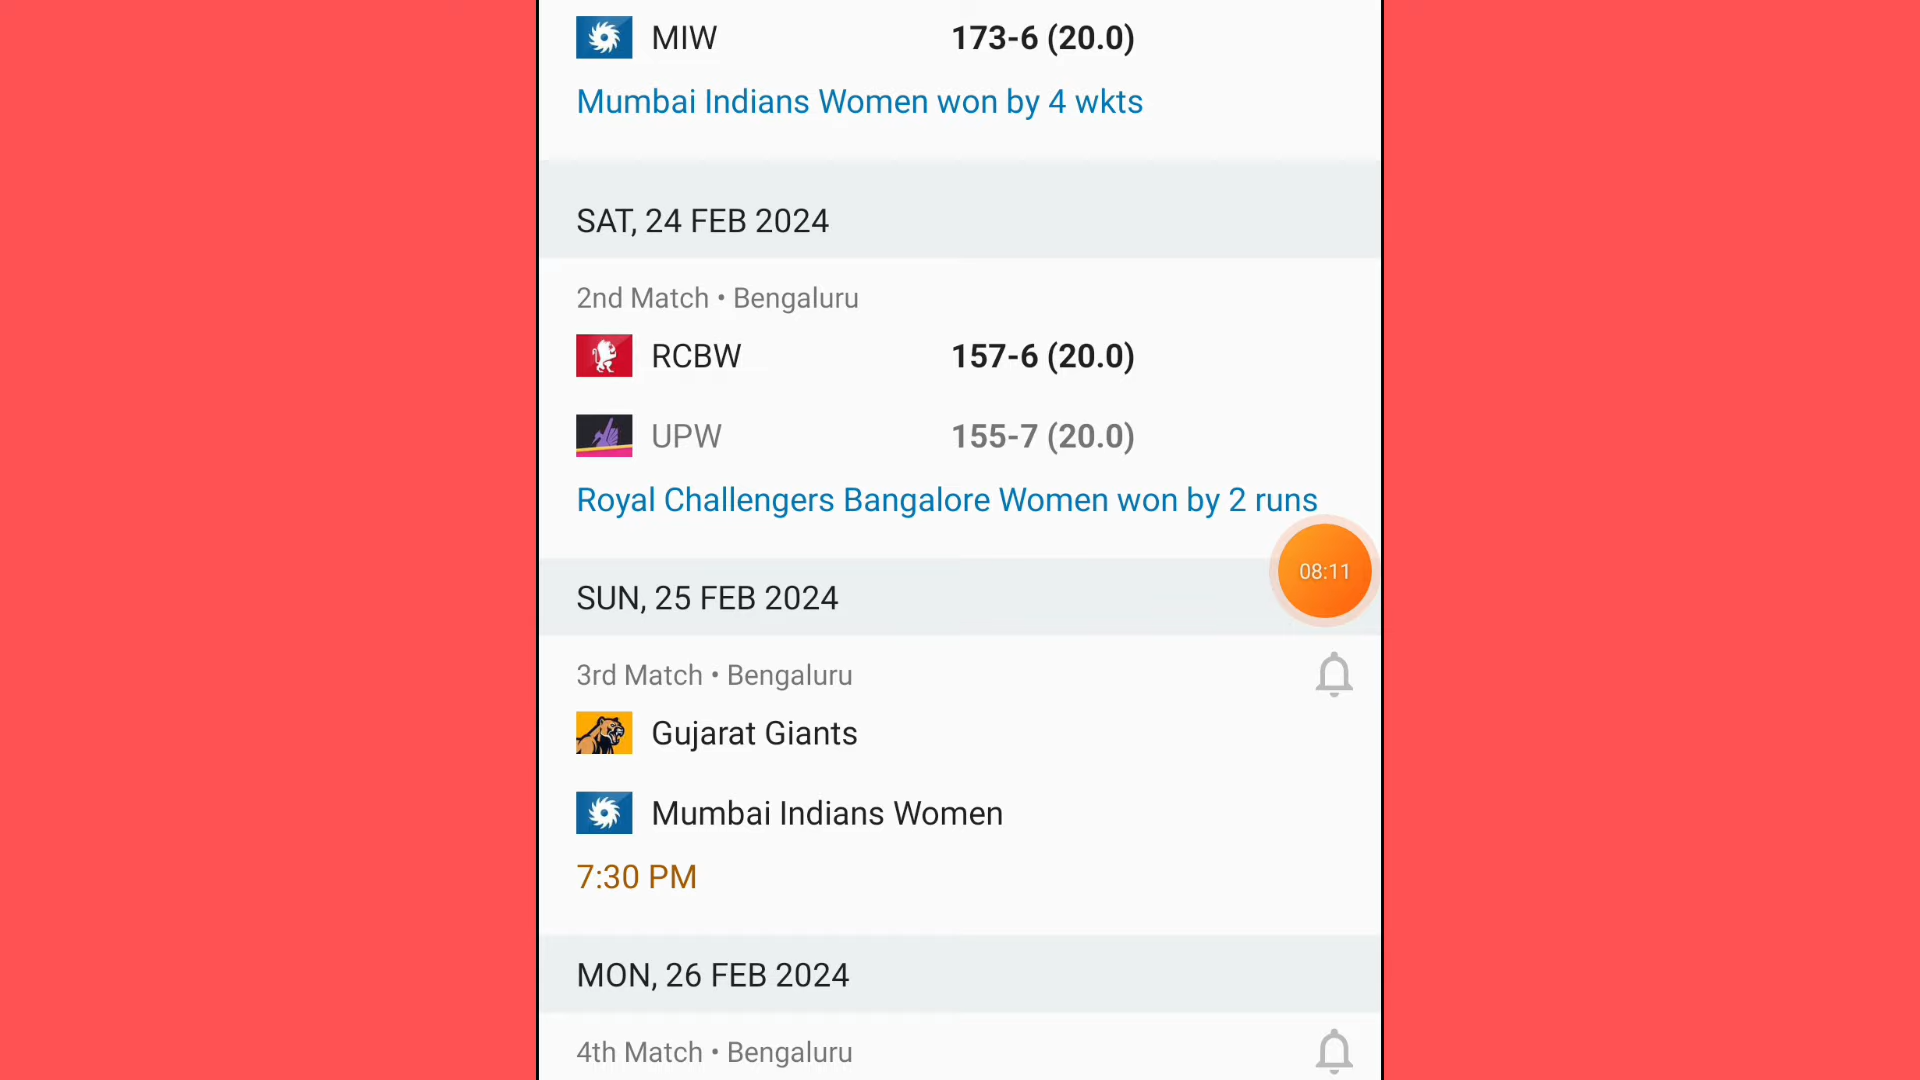 MIW 173-6 (20.0)
Mumbai Indians Women won by 4 wkts
SAT, 24 FEB 2024
2nd Match • Bengaluru
RCBW 157-6 (20.0)
UPW 155-7 (20.0)
Royal Challengers Bangalore Women won by 2 runs
08:11
SUN, 25 FEB 2024
3rd Match • Bengaluru
Gujarat Giants
Mumbai Indians Women
7:30 PM
MON, 26 FEB 2024
4th Match • Bengaluru